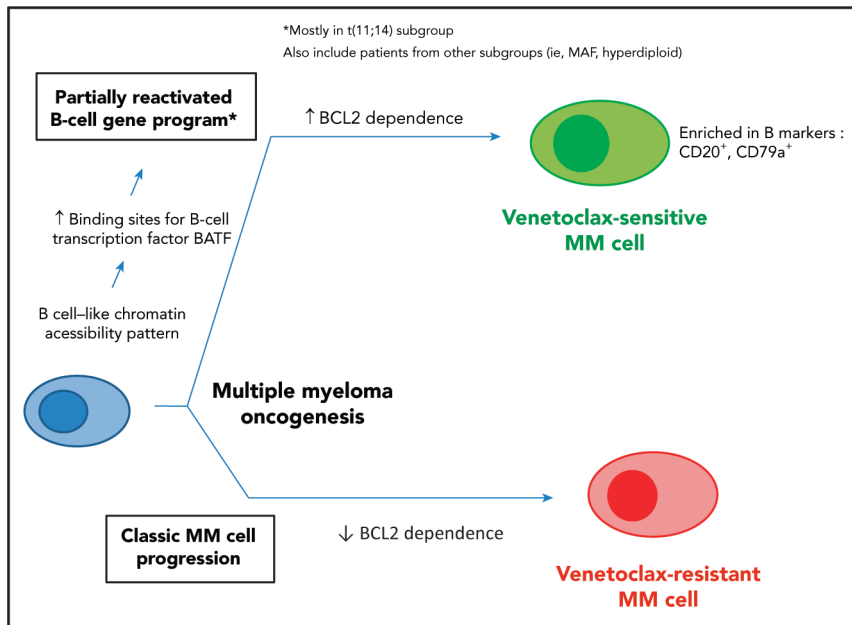 *Mostly in t(11;14) subgroup
Also include patients from other subgroups (ie, MAF, hyperdiploid)
Partially reactivated
B-cell gene program*
↑ BCL2 dependence
Enriched in B markers :
CD20⁺, CD79a⁺
↑ Binding sites for B-cell
transcription factor BATF
Venetoclax-sensitive
MM cell
B cell–like chromatin
acessibility pattern
Multiple myeloma
oncogenesis
Classic MM cell
progression
↓ BCL2 dependence
Venetoclax-resistant
MM cell